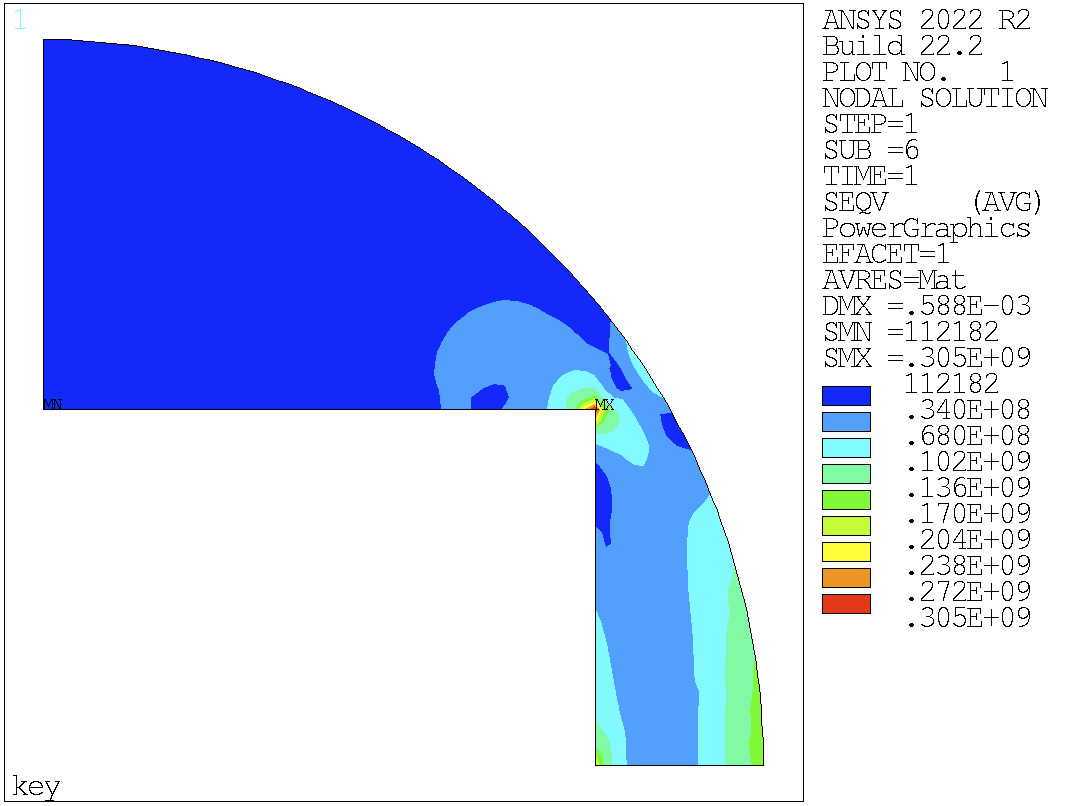 1
ANSYS 2022 R2
Build 22.2
PLOT NO.   1
NODAL SOLUTION
STEP=1
SUB =6
TIME=1
SEQV     (AVG)
PowerGraphics
EFACET=1
AVRES=Mat
DMX =.588E-03
SMN =112182
SMX =.305E+09
112182
.340E+08
.680E+08
.102E+09
.136E+09
.170E+09
.204E+09
.238E+09
.272E+09
.305E+09
MN
MX
key